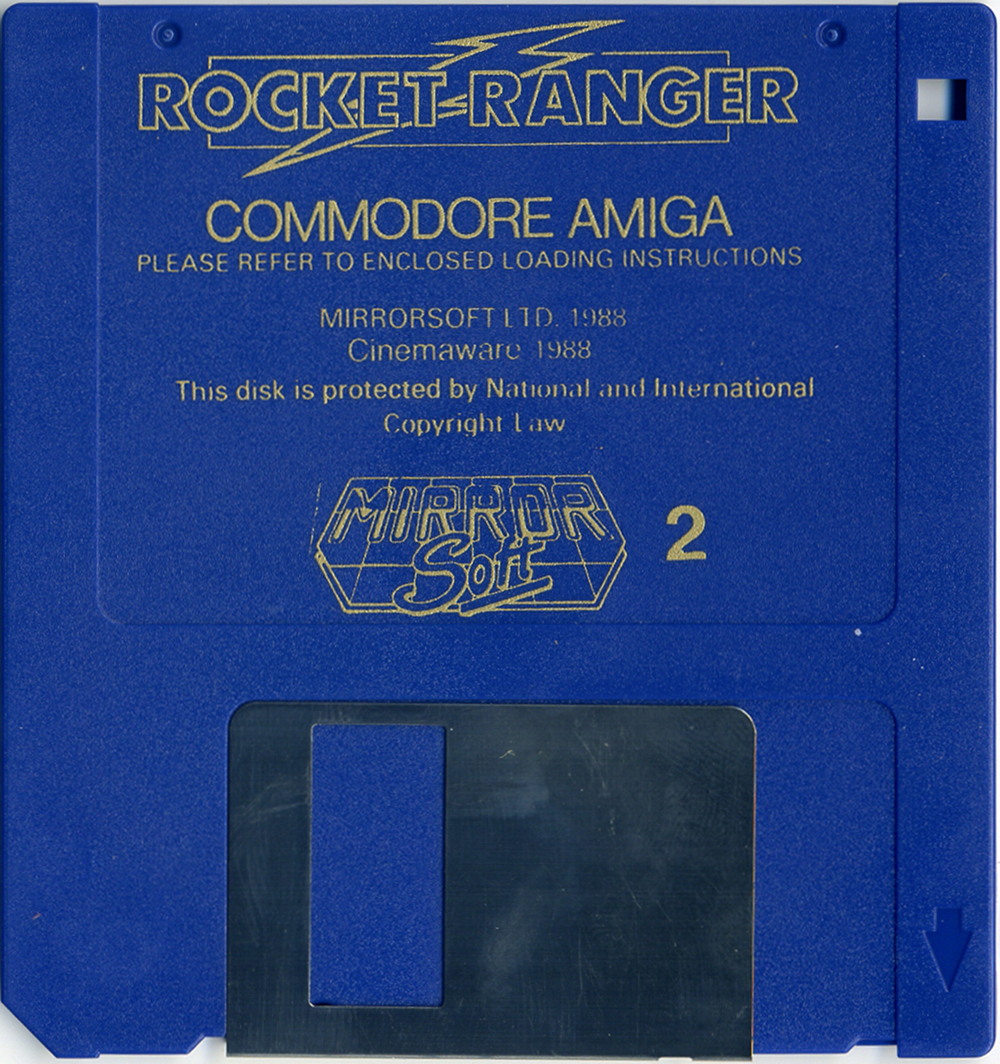 ROCKET RANGER
COMMODORE AMIGA
PLEASE REFER TO ENCLOSED LOADING INSTRUCTIONS
MIRRORSOFT LTD. 1988
Cinemaware 1988
This disk is protected by National and International
Copyright Law
MIRROR
Soft
2